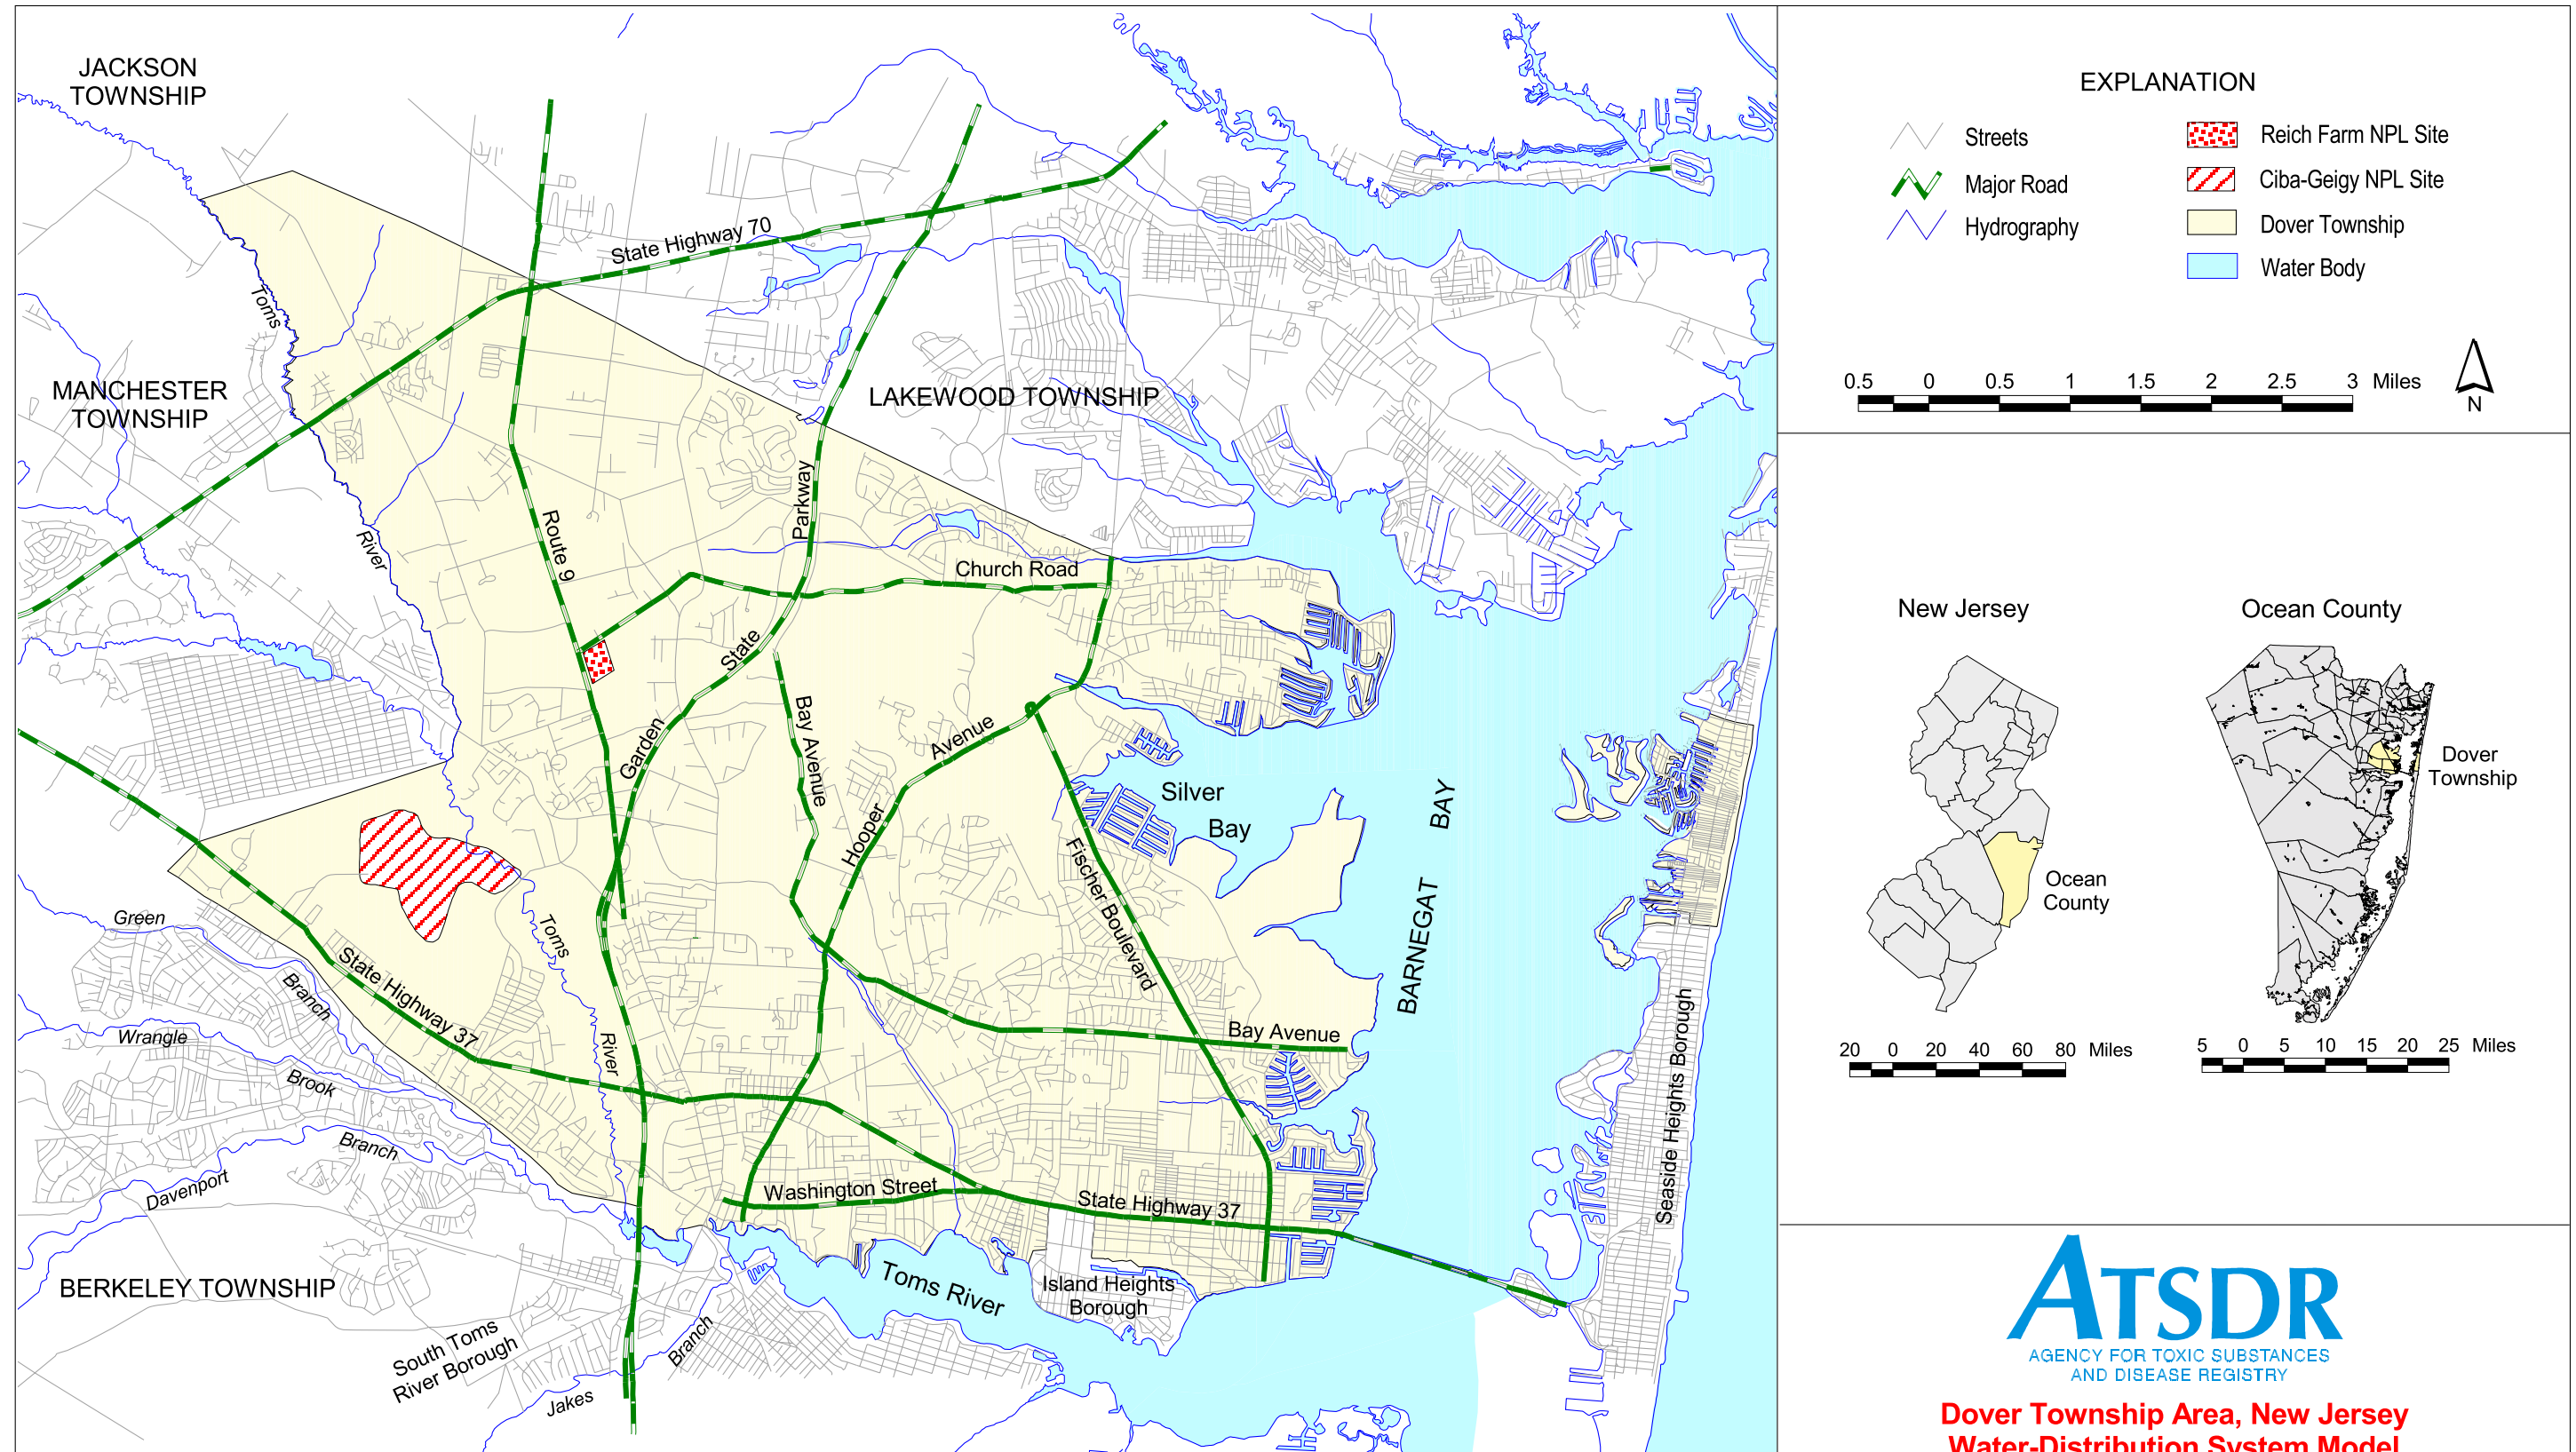 JACKSON
TOWNSHIP
MANCHESTER
TOWNSHIP
LAKEWOOD TOWNSHIP
State Highway 70
Toms
River
Route 9
Parkway
Church Road
State
Garden
Bay Avenue
Avenue
Hooper
Silver
Bay
BARNEGAT BAY
Fischer Boulevard
Green
Branch
Toms
River
State Highway 37
Wrangle
Brook
Branch
Davenport
Bay Avenue
Seaside Heights Borough
Washington Street
State Highway 37
BERKELEY TOWNSHIP
Toms River
Island Heights
Borough
South Toms
River Borough
Jakes
Branch
EXPLANATION
Streets
Major Road
Hydrography
Reich Farm NPL Site
Ciba-Geigy NPL Site
Dover Township
Water Body
0.5 0 0.5 1 1.5 2 2.5 3 Miles
N
New Jersey
Ocean
County
20 0 20 40 60 80 Miles
Ocean County
Dover
Township
5 0 5 10 15 20 25 Miles
ATSDR
AGENCY FOR TOXIC SUBSTANCES
AND DISEASE REGISTRY
Dover Township Area, New Jersey
Water-Distribution System Model